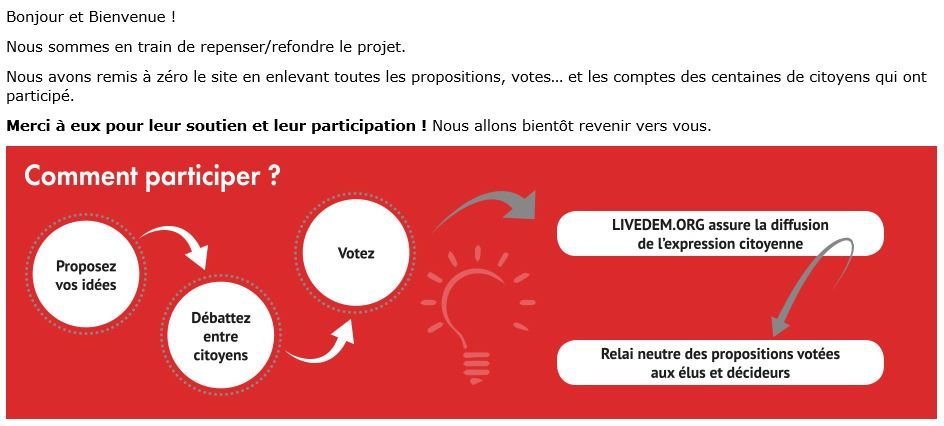 Bonjour et Bienvenue !
Nous sommes en train de repenser/refondre le projet.
Nous avons remis à zéro le site en enlevant toutes les propositions, votes… et les comptes des centaines de citoyens qui ont
participé.
Merci à eux pour leur soutien et leur participation ! Nous allons bientôt revenir vers vous.
Comment participer ?
Proposez
vos idées
Débattez
entre
citoyens
Votez
LIVEDEM.ORG assure la diffusion
de l'expression citoyenne
Relai neutre des propositions votées
aux élus et décideurs